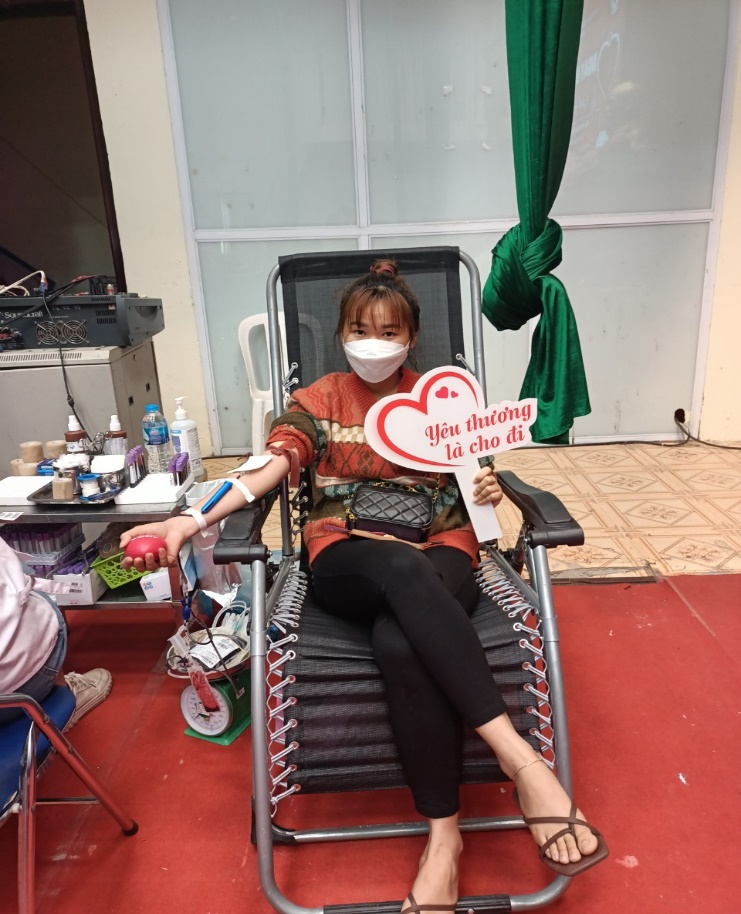 Yêu thương
là cho đi